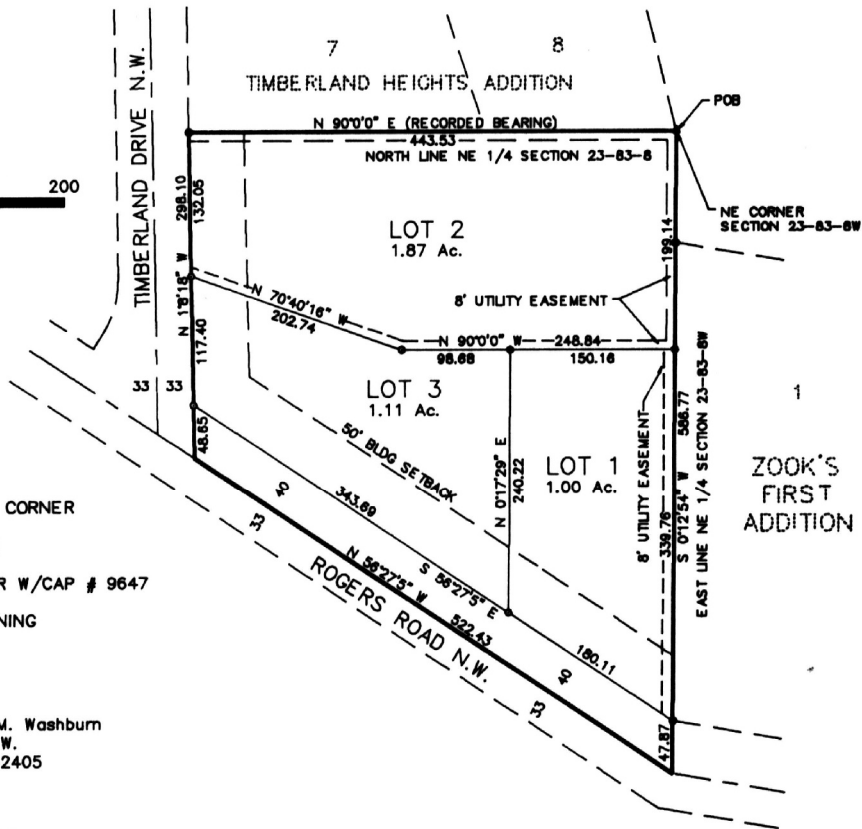 7
8
TIMBERLAND HEIGHTS ADDITION
POB
N 90°0'0" E (RECORDED BEARING)
443.53
NORTH LINE NE 1/4 SECTION 23-83-8
NE CORNER
SECTION 23-83-8W
200
TIMBERLAND DRIVE N.W.
298.10
132.05
N 1°6'18" W
117.40
48.65
33
33
LOT 2
1.87 Ac.
199.14
8' UTILITY EASEMENT
N 70°40'16" W
202.74
N 90°0'0" W
248.84
98.68
150.16
LOT 3
1.11 Ac.
50' BLDG SETBACK
N 0°17'29" E
240.22
LOT 1
1.00 Ac.
8' UTILITY EASEMENT
339.76
S 0°12'54" W
586.77
EAST LINE NE 1/4 SECTION 23-83-8W
1
ZOOK'S
FIRST
ADDITION
343.69
40
33
S 56°27'5" E
N 56°27'5" W
522.43
ROGERS ROAD N.W.
180.11
40
33
47.87
CORNER
R W/CAP # 9647
NING
M. Washburn
W.
2405